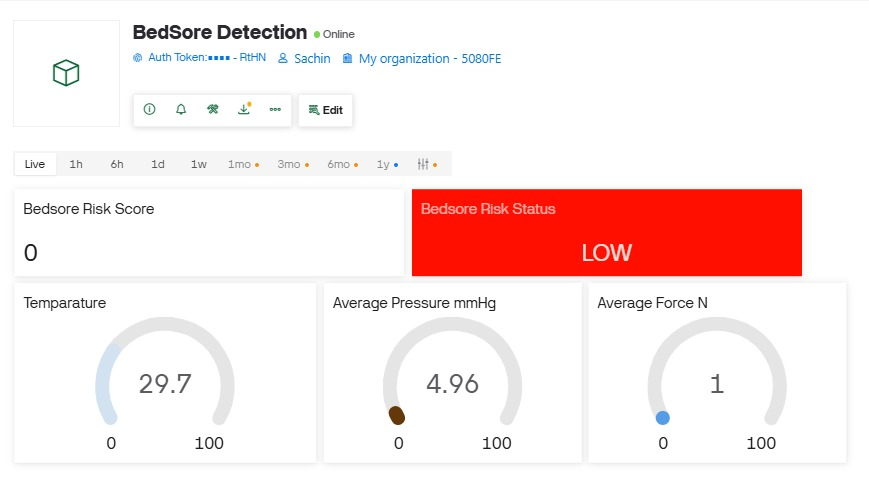 BedSore Detection Online
Auth Token:▪▪▪▪ - RtHN Sachin My organization - 5080FE
Edit
Live 1h 6h 1d 1w 1mo 3mo 6mo 1y
Bedsore Risk Score
0
Bedsore Risk Status
LOW
Temparature
29.7
0 100
Average Pressure mmHg
4.96
0 100
Average Force N
1
0 100